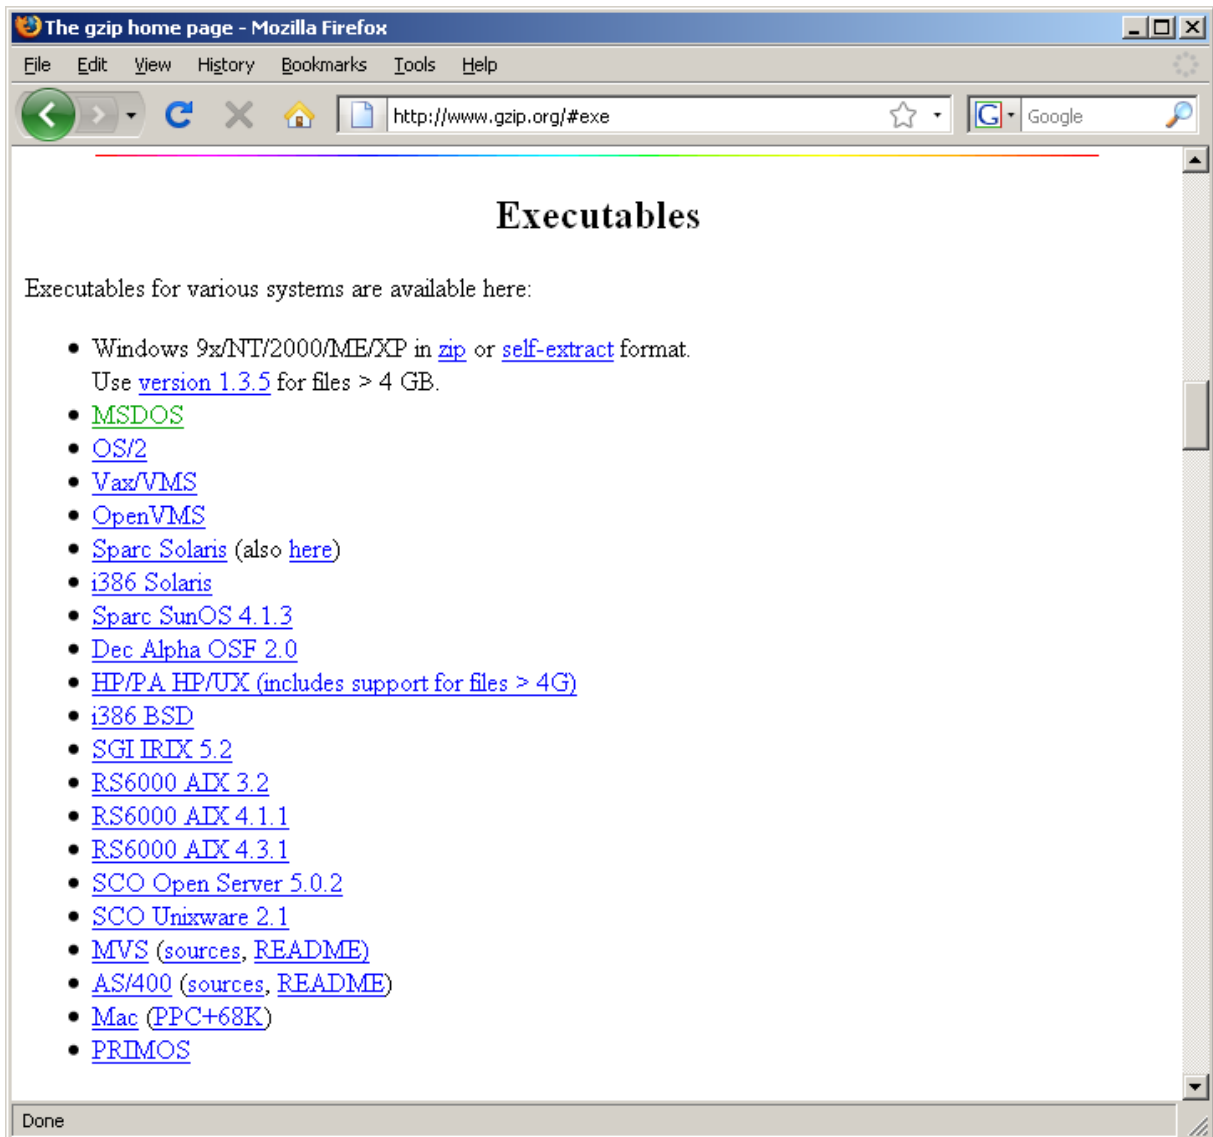 The gzip home page - Mozilla Firefox
File Edit View History Bookmarks Tools Help
http://www.gzip.org/#exe G Google
Executables
Executables for various systems are available here:
Windows 9x/NT/2000/ME/XP in zip or self-extract format.
Use version 1.3.5 for files > 4 GB.
MSDOS
OS/2
Vax/VMS
OpenVMS
Sparc Solaris (also here)
i386 Solaris
Sparc SunOS 4.1.3
Dec Alpha OSF 2.0
HP/PA HP/UX (includes support for files > 4G)
i386 BSD
SGI IRIX 5.2
RS6000 AIX 3.2
RS6000 AIX 4.1.1
RS6000 AIX 4.3.1
SCO Open Server 5.0.2
SCO Unixware 2.1
MVS (sources, README)
AS/400 (sources, README)
Mac (PPC+68K)
PRIMOS
Done